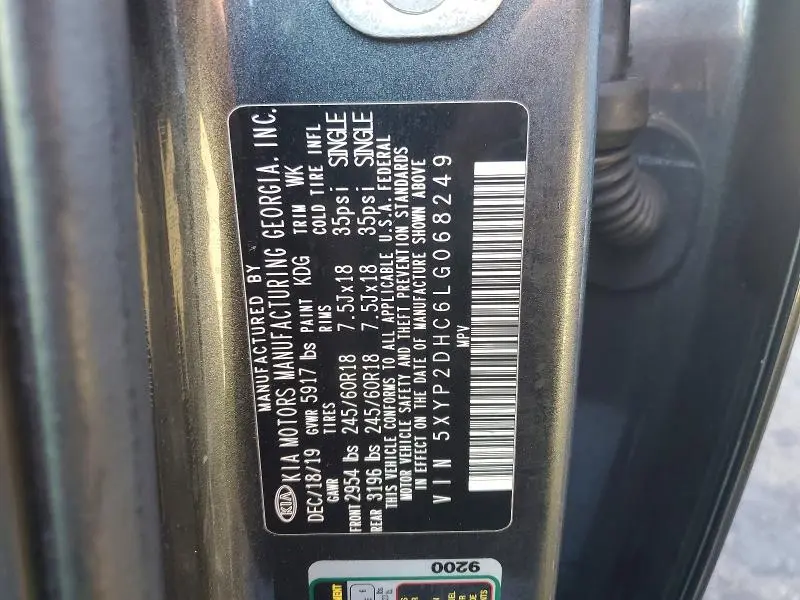 MANUFACTURED BY
KIA KIA MOTORS MANUFACTURING GEORGIA. INC.
DEC/18/19 GVWR 5917 lbs PAINT KDG TRIM WK
GAWR TIRES RIMS COLD TIRE INFL
FRONT 2954 lbs 245/60R18 7.5Jx18 35psi SINGLE
REAR 3196 lbs 245/60R18 7.5Jx18 35psi SINGLE
THIS VEHICLE CONFORMS TO ALL APPLICABLE U.S.A. FEDERAL
MOTOR VEHICLE SAFETY AND THEFT PREVENTION STANDARDS
IN EFFECT ON THE DATE OF MANUFACTURE SHOWN ABOVE
VIN 5XYP2DHC6LG068249
MPV
9200